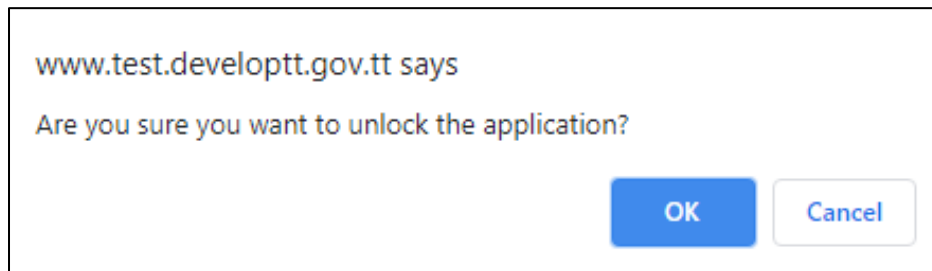 www.test.developtt.gov.tt says
Are you sure you want to unlock the application?
OK Cancel